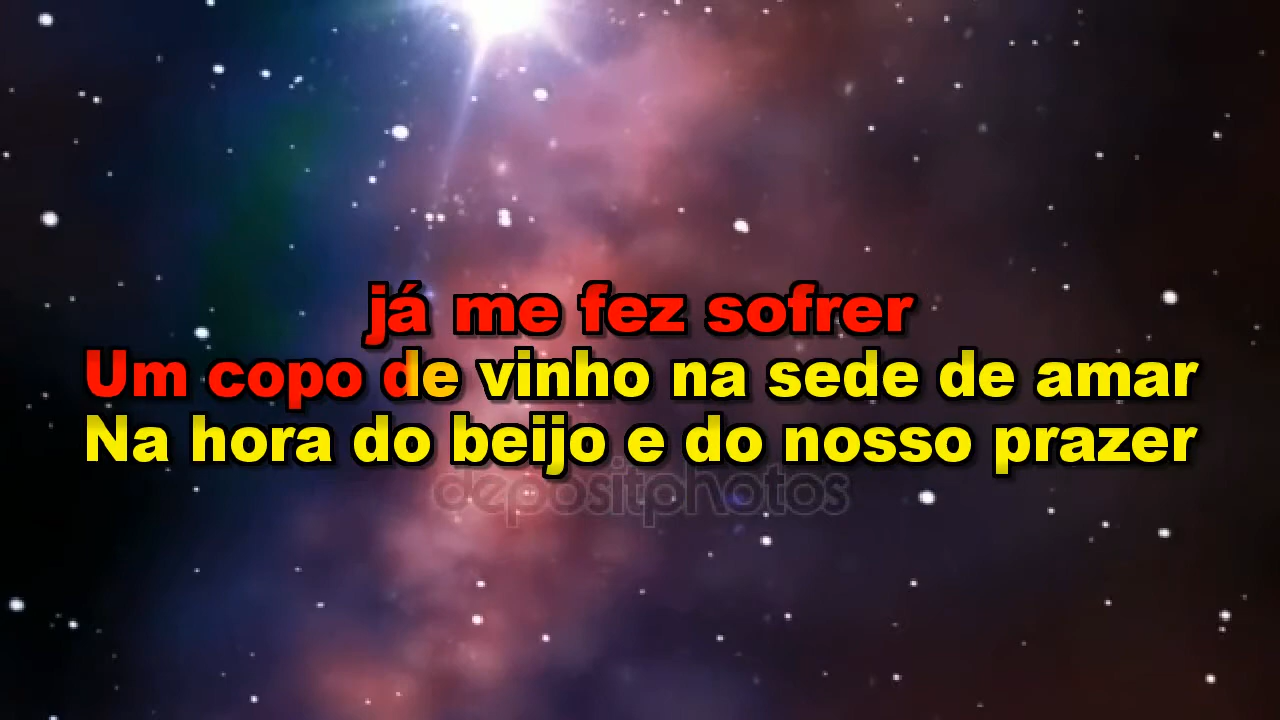 já me fez sofrer
Um copo de vinho na sede de amar
Na hora do beijo e do nosso prazer
depositphotos